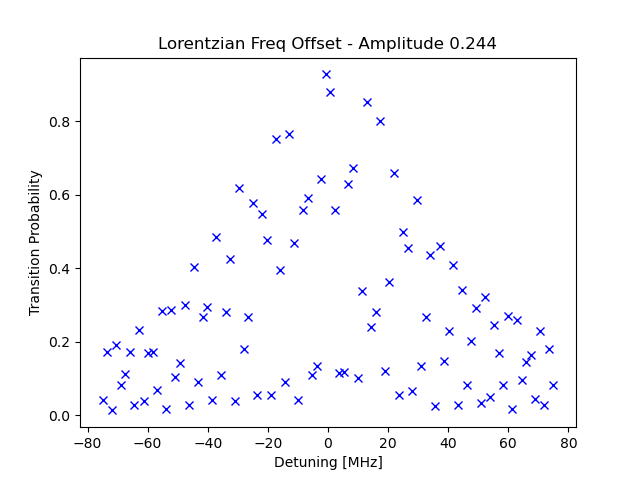 Lorentzian Freq Offset - Amplitude 0.244
Transition Probability
0.8
0.6
0.4
0.2
0.0
−80 −60 −40 −20 0 20 40 60 80
Detuning [MHz]